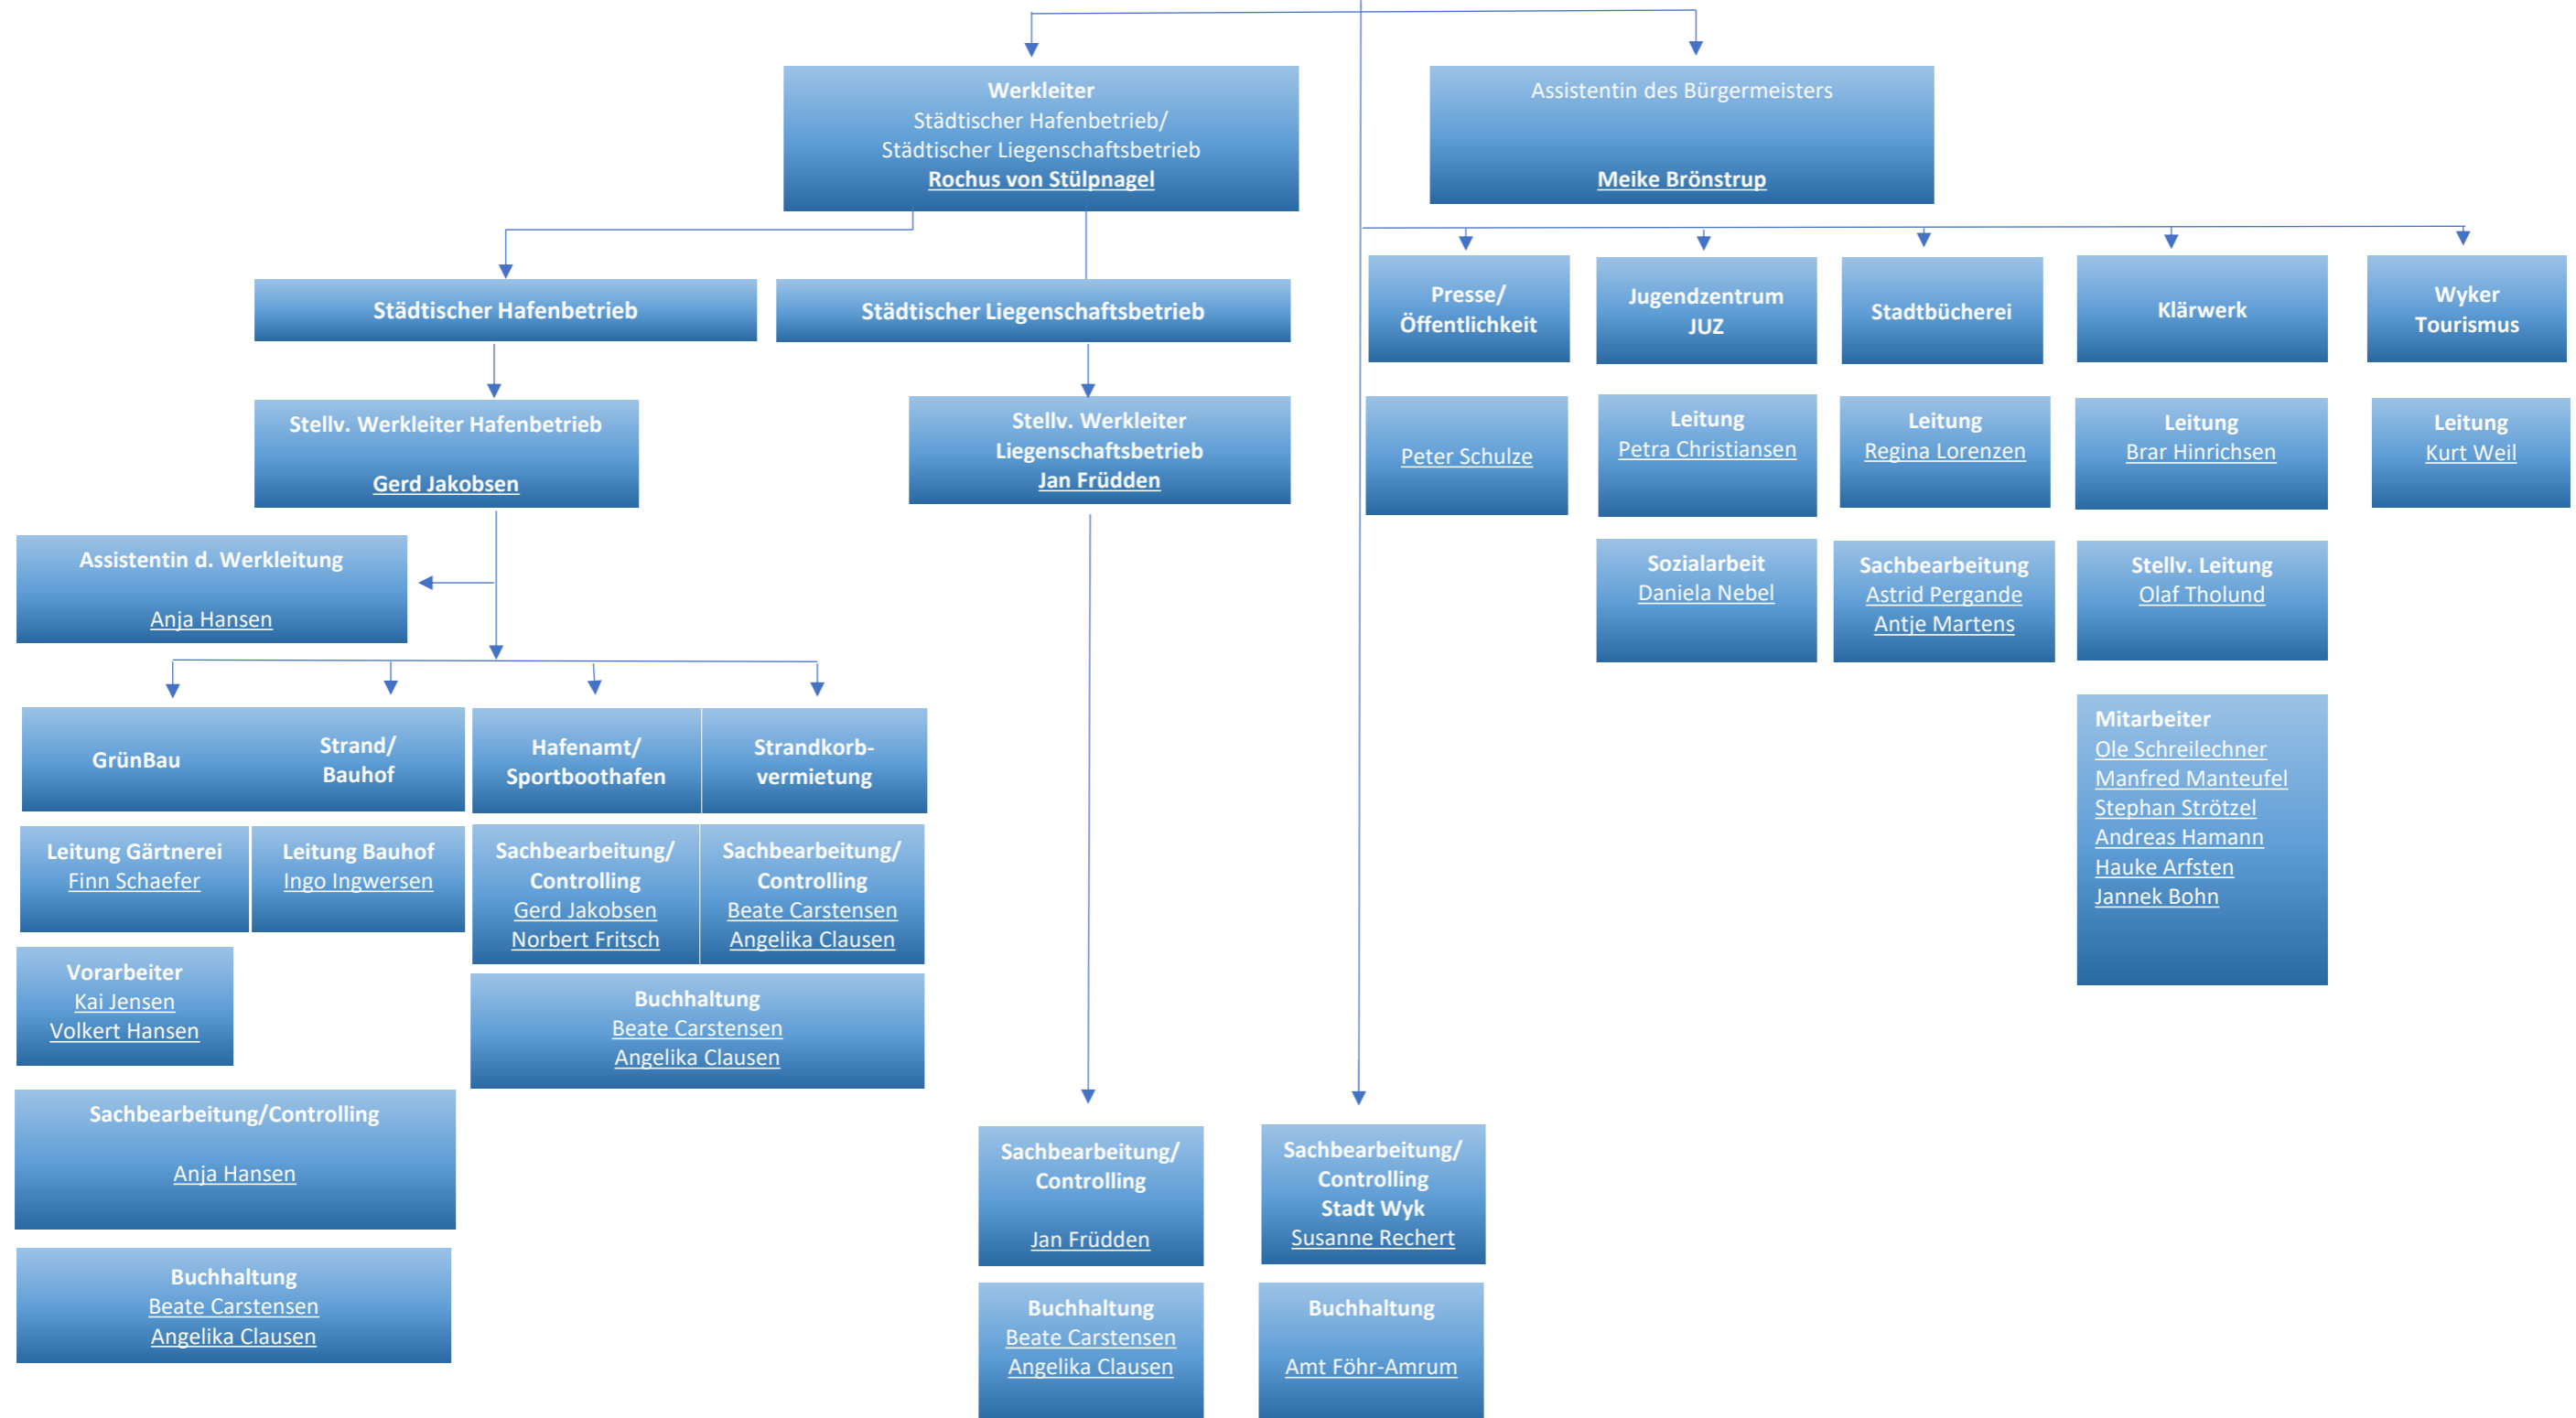 Werkleiter
Städtischer Hafenbetrieb/
Städtischer Liegenschaftsbetrieb
Rochus von Stülpnagel
Assistentin des Bürgermeisters
Meike Brönstrup
Städtischer Hafenbetrieb
Städtischer Liegenschaftsbetrieb
Presse/
Öffentlichkeit
Jugendzentrum
JUZ
Stadtbücherei
Klärwerk
Wyker
Tourismus
Stellv. Werkleiter Hafenbetrieb
Gerd Jakobsen
Stellv. Werkleiter
Liegenschaftsbetrieb
Jan Früdden
Peter Schulze
Leitung
Petra Christiansen
Leitung
Regina Lorenzen
Leitung
Brar Hinrichsen
Leitung
Kurt Weil
Assistentin d. Werkleitung
Anja Hansen
Sozialarbeit
Daniela Nebel
Sachbearbeitung
Astrid Pergande
Antje Martens
Stellv. Leitung
Olaf Tholund
GrünBau
Strand/
Bauhof
Hafenamt/
Sportboothafen
Strandkorb-
vermietung
Mitarbeiter
Ole Schreilechner
Manfred Manteufel
Stephan Strötzel
Andreas Hamann
Hauke Arfsten
Jannek Bohn
Leitung Gärtnerei
Finn Schaefer
Leitung Bauhof
Ingo Ingwersen
Sachbearbeitung/
Controlling
Gerd Jakobsen
Norbert Fritsch
Sachbearbeitung/
Controlling
Beate Carstensen
Angelika Clausen
Vorarbeiter
Kai Jensen
Volkert Hansen
Buchhaltung
Beate Carstensen
Angelika Clausen
Sachbearbeitung/Controlling
Anja Hansen
Sachbearbeitung/
Controlling
Jan Früdden
Sachbearbeitung/
Controlling
Stadt Wyk
Susanne Rechert
Buchhaltung
Beate Carstensen
Angelika Clausen
Buchhaltung
Beate Carstensen
Angelika Clausen
Buchhaltung
Amt Föhr-Amrum